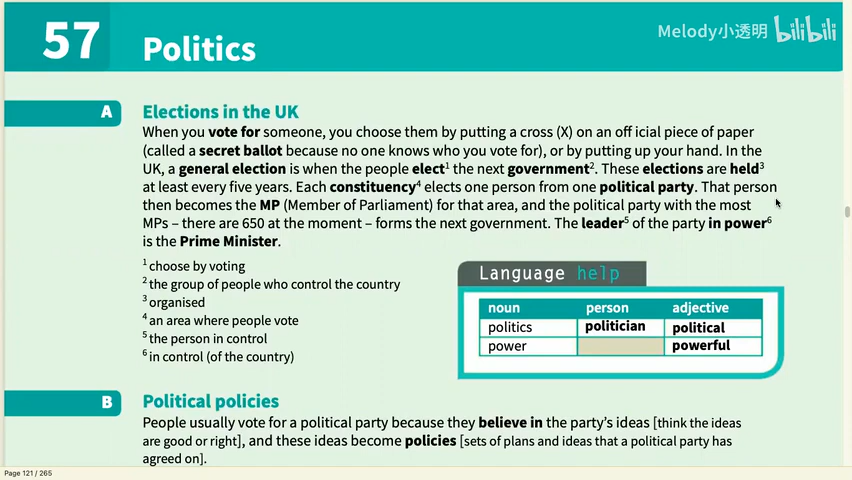 57
Politics
Melody小透明 bilibili
A
Elections in the UK
When you vote for someone, you choose them by putting a cross (X) on an off icial piece of paper
(called a secret ballot because no one knows who you vote for), or by putting up your hand. In the
UK, a general election is when the people elect¹ the next government². These elections are held³
at least every five years. Each constituency⁴ elects one person from one political party. That person
then becomes the MP (Member of Parliament) for that area, and the political party with the most
MPs – there are 650 at the moment – forms the next government. The leader⁵ of the party in power⁶
is the Prime Minister.
¹ choose by voting
² the group of people who control the country
³ organised
⁴ an area where people vote
⁵ the person in control
⁶ in control (of the country)
Language help
noun person adjective
politics politician political
power powerful
B
Political policies
People usually vote for a political party because they believe in the party's ideas [think the ideas
are good or right], and these ideas become policies [sets of plans and ideas that a political party has
agreed on].
Page 121 / 265